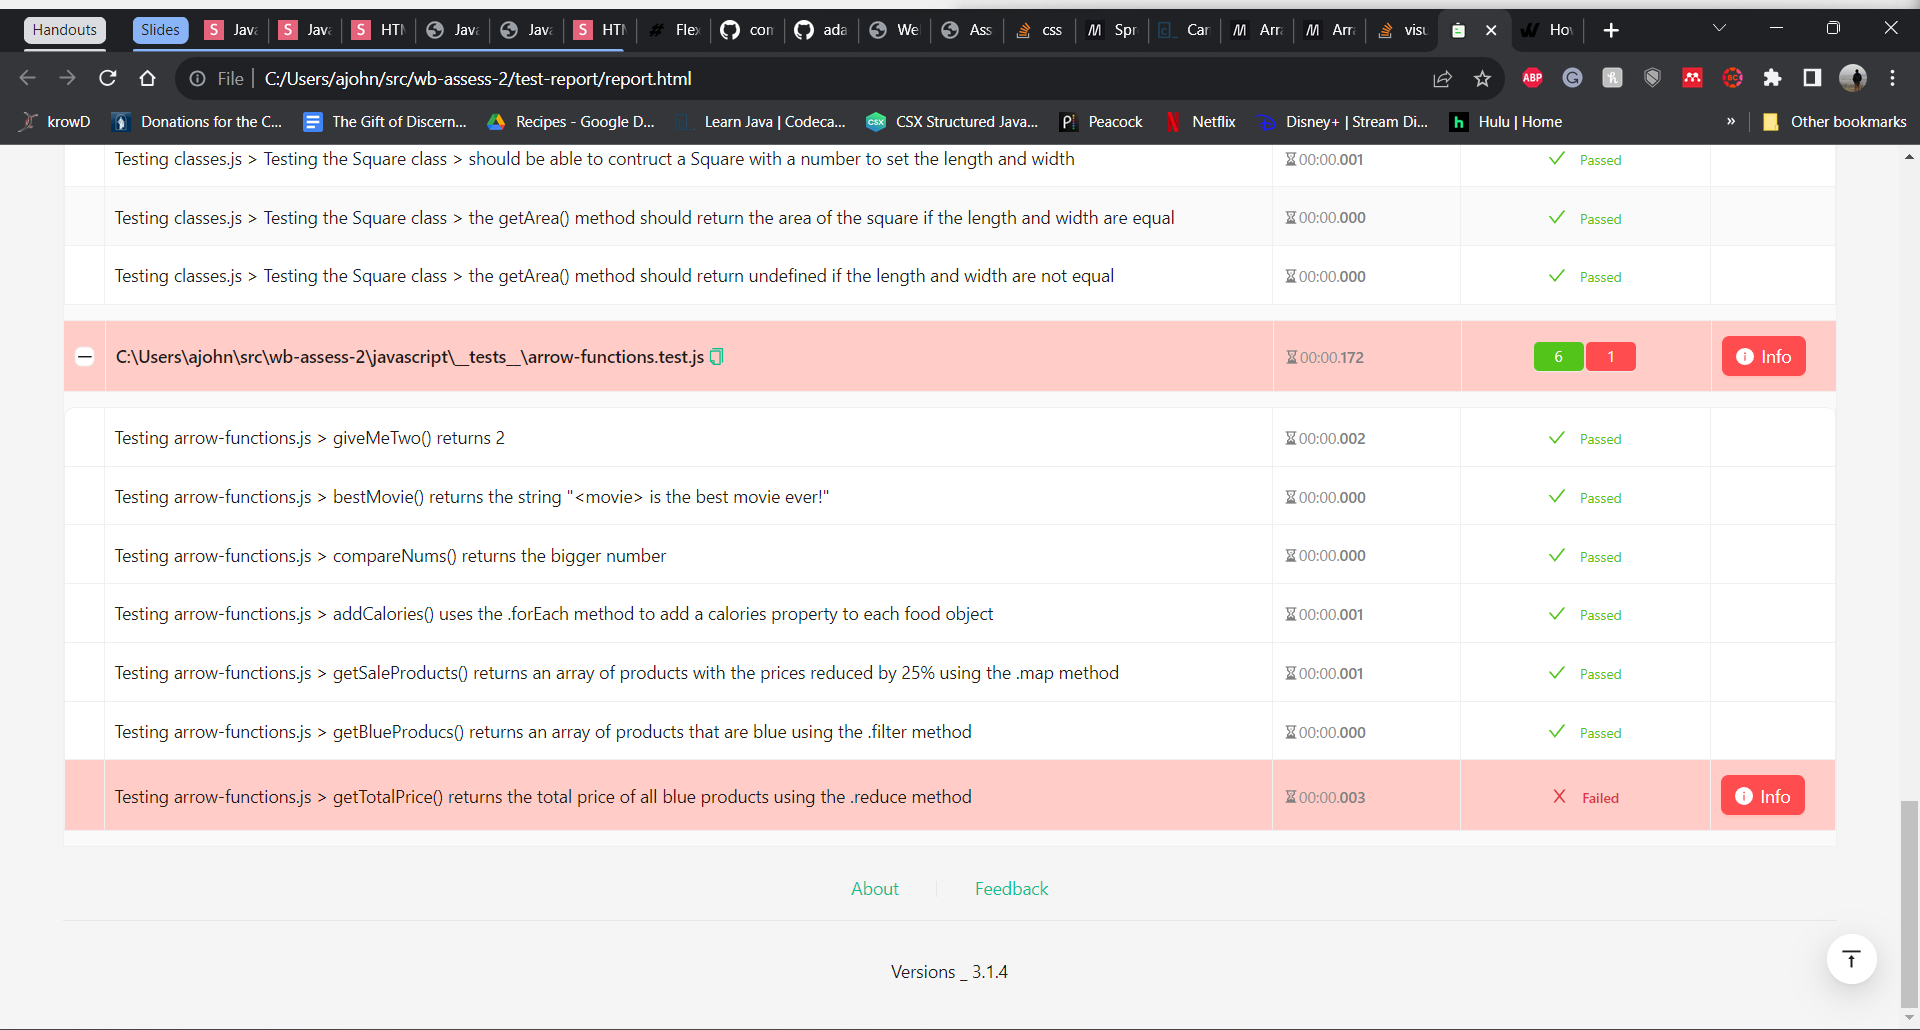 Handouts Slides Java Java HTM Java Java HTM Flex com ada Wel Ass css Spr Car Arra Arra visu How
File C:/Users/ajohn/src/wb-assess-2/test-report/report.html
krowD Donations for the C... The Gift of Discern... Recipes - Google D... Learn Java | Codeca... CSX Structured Java... Peacock Netflix Disney+ | Stream Di... Hulu | Home » Other bookmarks
Testing classes.js > Testing the Square class > should be able to contruct a Square with a number to set the length and width 00:00.001 Passed
Testing classes.js > Testing the Square class > the getArea() method should return the area of the square if the length and width are equal 00:00.000 Passed
Testing classes.js > Testing the Square class > the getArea() method should return undefined if the length and width are not equal 00:00.000 Passed
C:\Users\ajohn\src\wb-assess-2\javascript\__tests__\arrow-functions.test.js 00:00.172 6 1 Info
Testing arrow-functions.js > giveMeTwo() returns 2 00:00.002 Passed
Testing arrow-functions.js > bestMovie() returns the string "<movie> is the best movie ever!" 00:00.000 Passed
Testing arrow-functions.js > compareNums() returns the bigger number 00:00.000 Passed
Testing arrow-functions.js > addCalories() uses the .forEach method to add a calories property to each food object 00:00.001 Passed
Testing arrow-functions.js > getSaleProducts() returns an array of products with the prices reduced by 25% using the .map method 00:00.001 Passed
Testing arrow-functions.js > getBlueProducs() returns an array of products that are blue using the .filter method 00:00.000 Passed
Testing arrow-functions.js > getTotalPrice() returns the total price of all blue products using the .reduce method 00:00.003 Failed Info
About Feedback
Versions _ 3.1.4